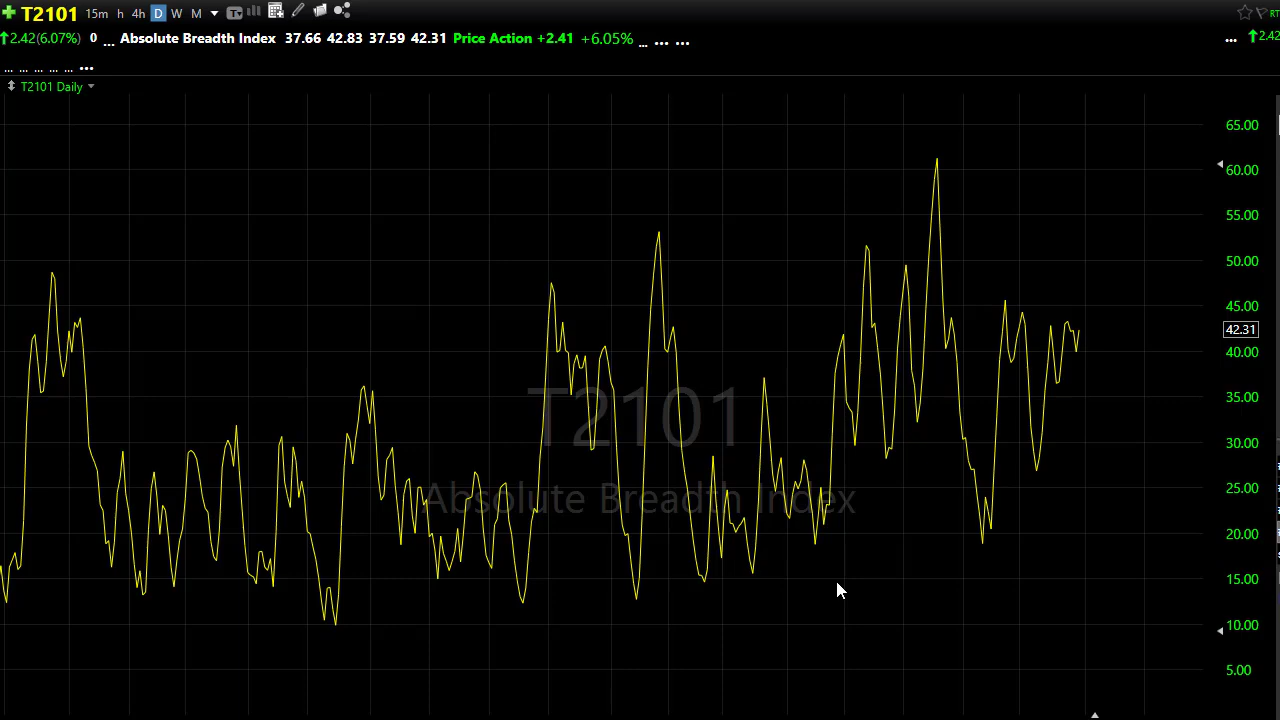 T2101 15m h 4h D W M T RT
2.42(6.07%) 0 ... Absolute Breadth Index 37.66 42.83 37.59 42.31 Price Action +2.41 +6.05% ... ... ... ... 2.42
... ... ... ... ... ...
T2101 Daily
65.00
60.00
55.00
50.00
45.00
42.31
40.00
35.00
T2101
30.00
25.00
Absolute Breadth Index
20.00
15.00
10.00
5.00